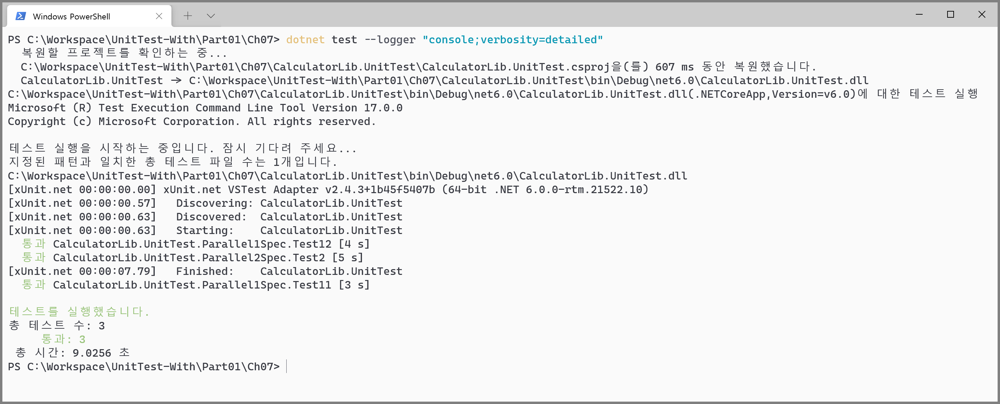 Windows PowerShell
PS C:\Workspace\UnitTest-With\Part01\Ch07> dotnet test --logger "console;verbosity=detailed"
  복원할 프로젝트를 확인하는 중...
  C:\Workspace\UnitTest-With\Part01\Ch07\CalculatorLib.UnitTest\CalculatorLib.UnitTest.csproj을(를) 607 ms 동안 복원했습니다.
  CalculatorLib.UnitTest -> C:\Workspace\UnitTest-With\Part01\Ch07\CalculatorLib.UnitTest\bin\Debug\net6.0\CalculatorLib.UnitTest.dll
C:\Workspace\UnitTest-With\Part01\Ch07\CalculatorLib.UnitTest\bin\Debug\net6.0\CalculatorLib.UnitTest.dll(.NETCoreApp,Version=v6.0)에 대한 테스트 실행
Microsoft (R) Test Execution Command Line Tool Version 17.0.0
Copyright (c) Microsoft Corporation. All rights reserved.

테스트 실행을 시작하는 중입니다. 잠시 기다려 주세요...
지정된 패턴과 일치한 총 테스트 파일 수는 1개입니다.
C:\Workspace\UnitTest-With\Part01\Ch07\CalculatorLib.UnitTest\bin\Debug\net6.0\CalculatorLib.UnitTest.dll
[xUnit.net 00:00:00.00] xUnit.net VSTest Adapter v2.4.3+1b45f5407b (64-bit .NET 6.0.0-rtm.21522.10)
[xUnit.net 00:00:00.57]   Discovering: CalculatorLib.UnitTest
[xUnit.net 00:00:00.63]   Discovered:  CalculatorLib.UnitTest
[xUnit.net 00:00:00.63]   Starting:    CalculatorLib.UnitTest
  통과 CalculatorLib.UnitTest.Parallel1Spec.Test12 [4 s]
  통과 CalculatorLib.UnitTest.Parallel2Spec.Test2 [5 s]
[xUnit.net 00:00:07.79]   Finished:    CalculatorLib.UnitTest
  통과 CalculatorLib.UnitTest.Parallel1Spec.Test11 [3 s]

테스트를 실행했습니다.
총 테스트 수: 3
     통과: 3
 총 시간: 9.0256 초
PS C:\Workspace\UnitTest-With\Part01\Ch07>